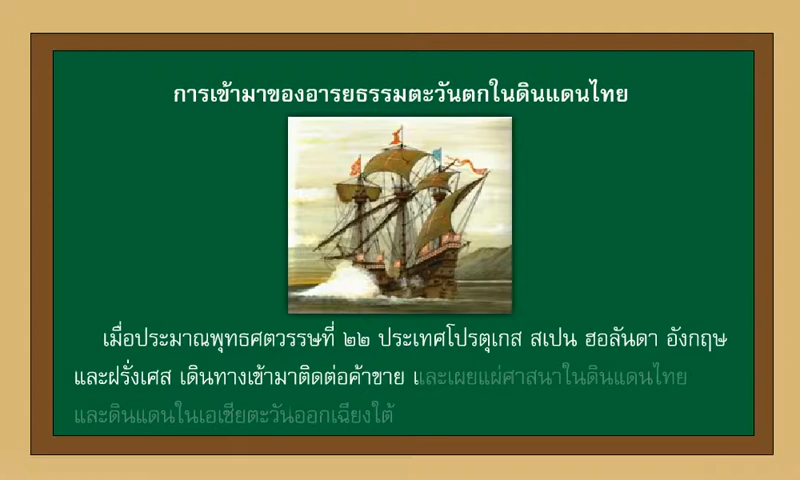 การเข้ามาของอารยธรรมตะวันตกในดินแดนไทย
เมื่อประมาณพุทธศตวรรษที่ ๒๒ ประเทศโปรตุเกส สเปน ฮอลันดา อังกฤษ
และฝรั่งเศส เดินทางเข้ามาติดต่อค้าขาย และเผยแผ่ศาสนาในดินแดนไทย
และดินแดนในเอเชียตะวันออกเฉียงใต้